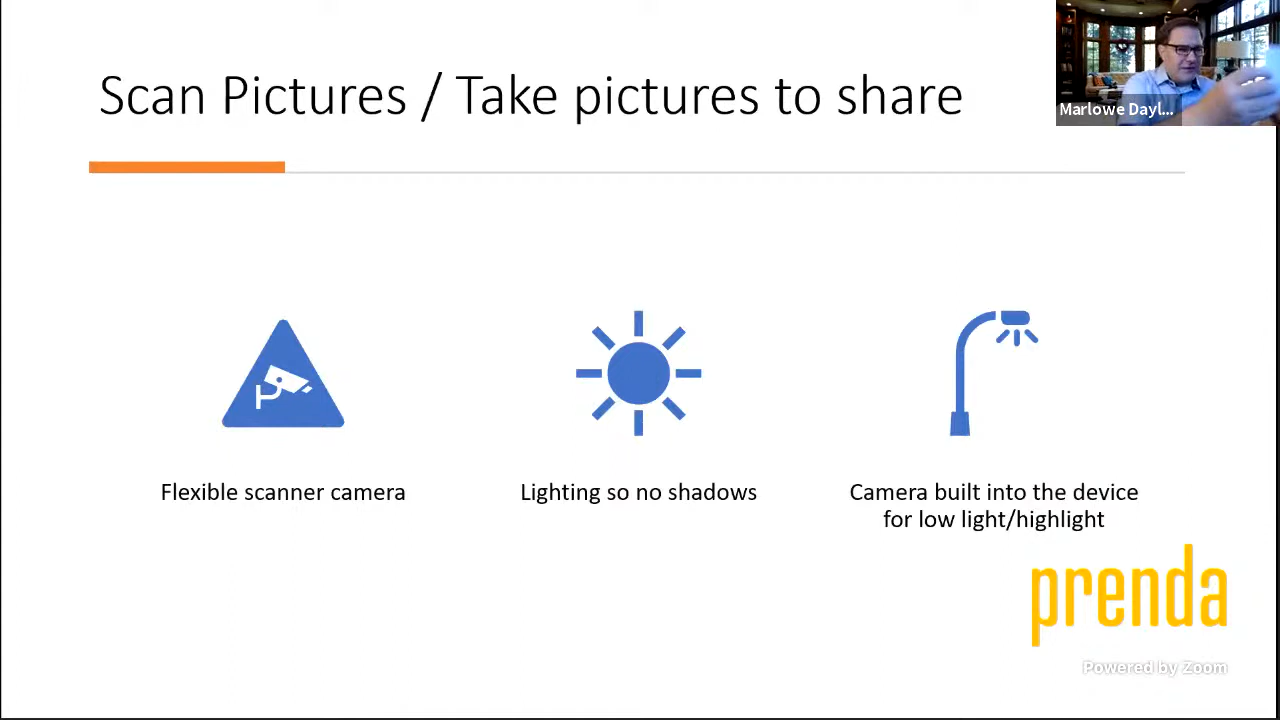 Scan Pictures / Take pictures to share
Marlowe Dayl...
Flexible scanner camera
Lighting so no shadows
Camera built into the device
for low light/highlight
prenda
Powered by Zoom